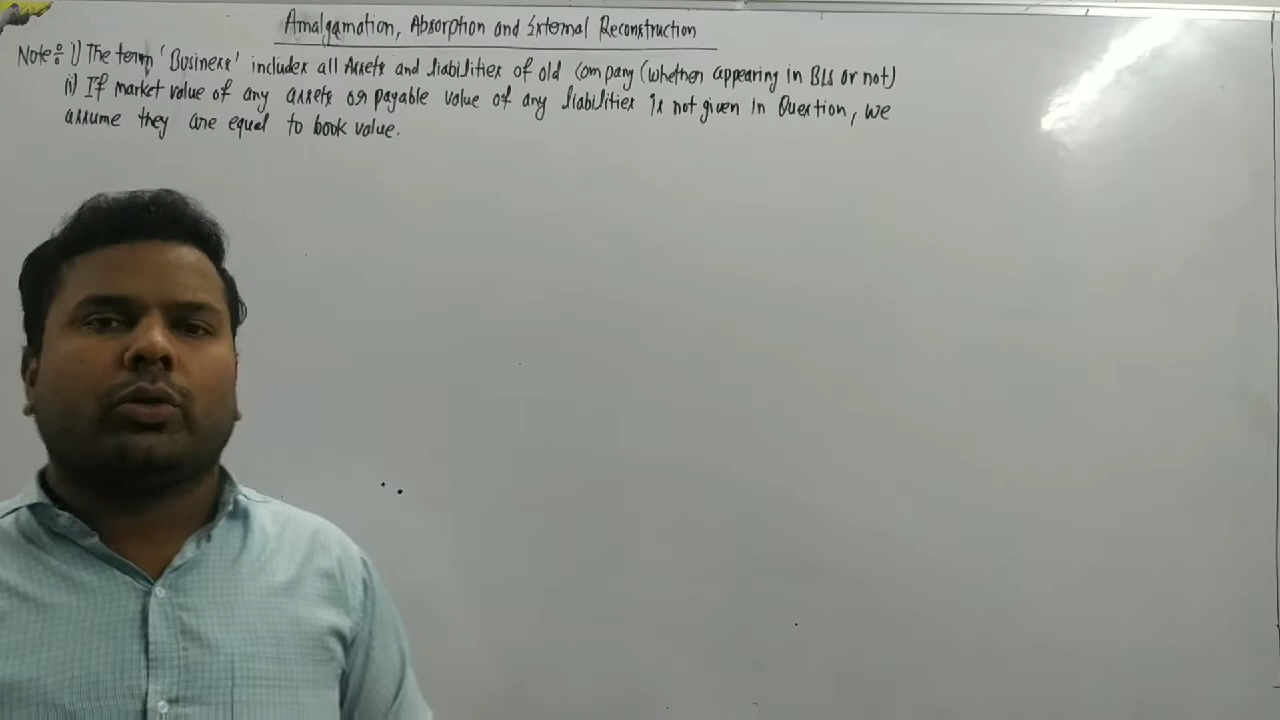 Amalgamation, Absorption and External Reconstruction
Note:- i) The term 'Business' includes all Assets and liabilities of old company (whether appearing in B/S or not)
ii) If market value of any assets or payable value of any liabilities is not given in Question, we
assume they are equal to book value.